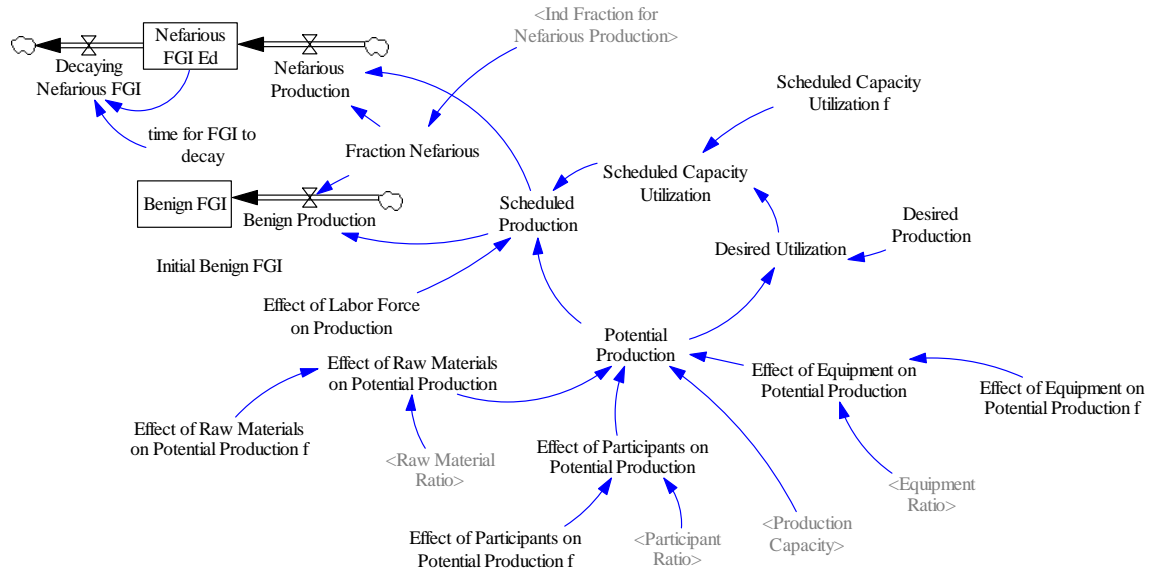 Nefarious
FGI Ed
<Ind Fraction for
Nefarious Production>
Decaying
Nefarious FGI
Nefarious
Production
Scheduled Capacity
Utilization f
time for FGI to
decay
Fraction Nefarious
Scheduled Capacity
Utilization
Benign FGI
Benign Production
Scheduled
Production
Desired
Production
Desired Utilization
Initial Benign FGI
Effect of Labor Force
on Production
Potential
Production
Effect of Raw Materials
on Potential Production
Effect of Equipment on
Potential Production
Effect of Equipment on
Potential Production f
Effect of Raw Materials
on Potential Production f
<Raw Material
Ratio>
Effect of Participants on
Potential Production
<Equipment
Ratio>
Effect of Participants on
Potential Production f
<Participant
Ratio>
<Production
Capacity>